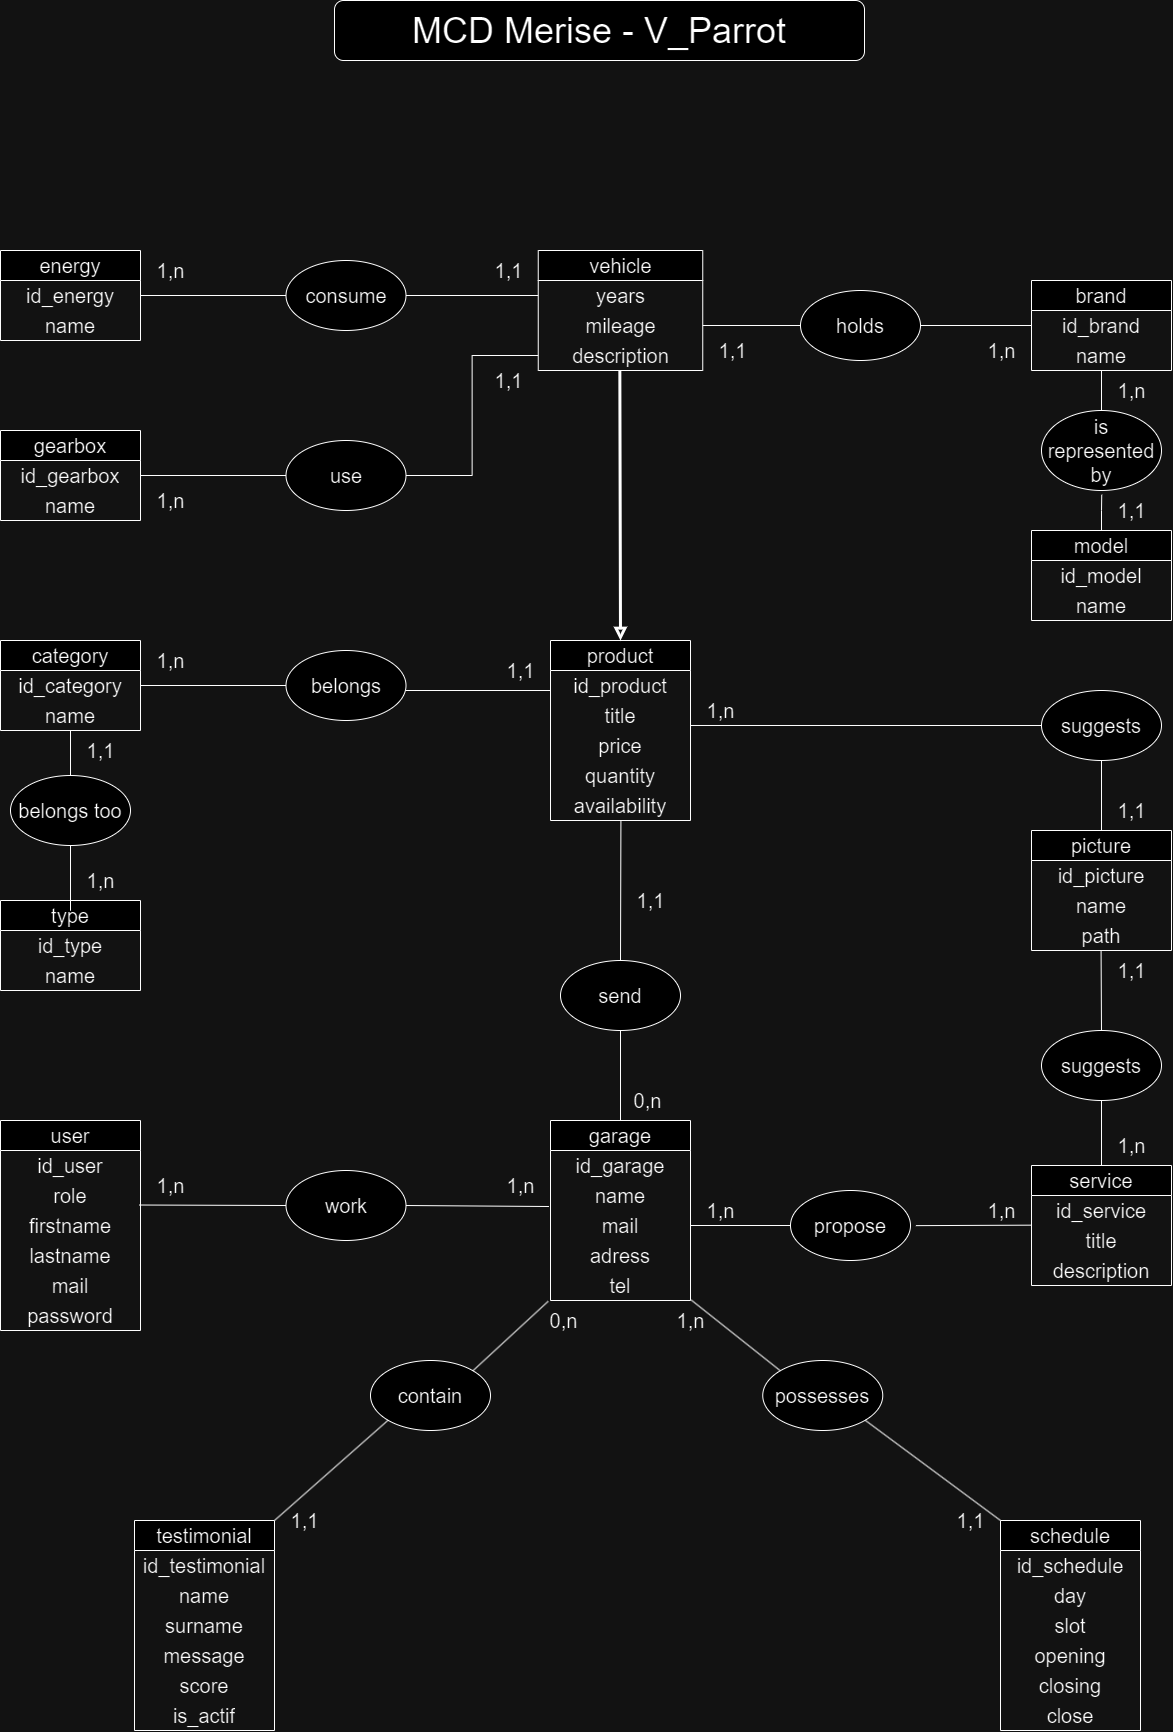 MCD Merise - V_Parrot
energy
id_energy
name
1,n
consume
1,1
vehicle
years
mileage
description
1,1
holds
1,n
brand
id_brand
name
1,n
is
represented
by
1,1
model
id_model
name
gearbox
id_gearbox
name
1,n
use
1,1
category
id_category
name
1,n
belongs
1,1
product
id_product
title
price
quantity
availability
1,n
suggests
1,1
picture
id_picture
name
path
1,1
suggests
1,n
service
id_service
title
description
1,1
belongs too
1,n
type
id_type
name
1,1
send
0,n
user
id_user
role
firstname
lastname
mail
password
1,n
work
1,n
garage
id_garage
name
mail
adress
tel
1,n
propose
1,n
0,n
contain
1,1
1,n
possesses
1,1
testimonial
id_testimonial
name
surname
message
score
is_actif
schedule
id_schedule
day
slot
opening
closing
close